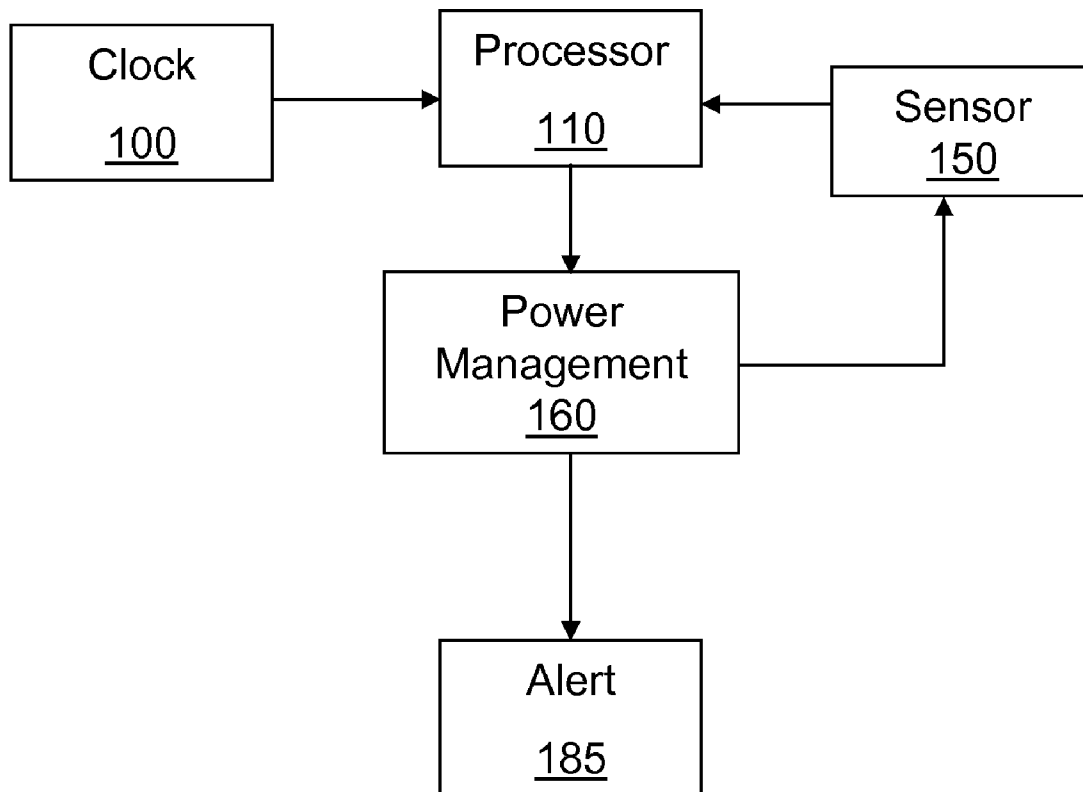 Clock
100
Processor
110
Sensor
150
Power
Management
160
Alert
185